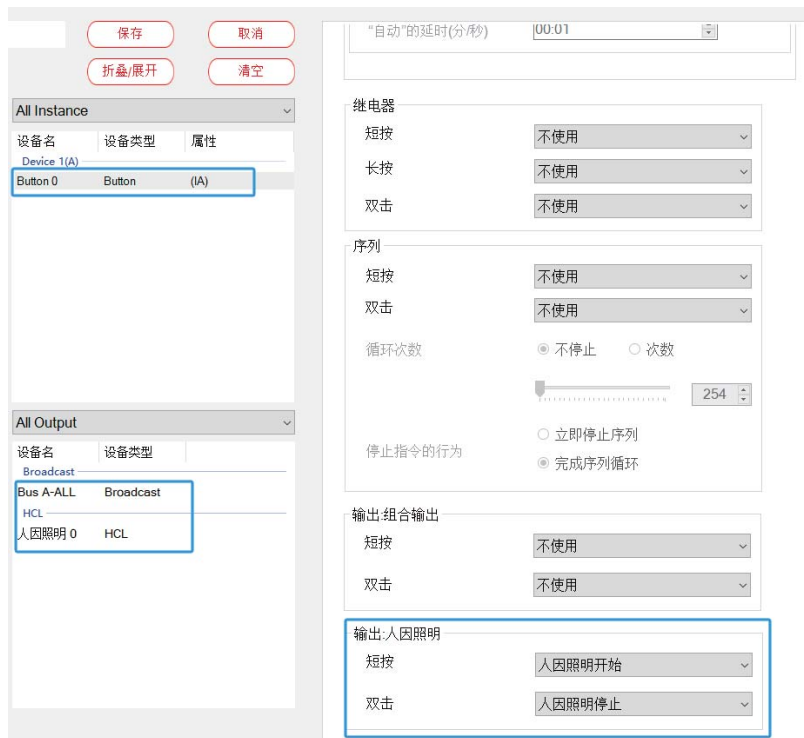 保存
取消
折叠/展开
清空
All Instance
设备名 设备类型 属性
Device 1(A)
Button 0 Button (IA)
All Output
设备名 设备类型
Broadcast
Bus A-ALL Broadcast
HCL
人因照明 0 HCL
“自动”的延时(分/秒) 00:01
继电器
短按 不使用
长按 不使用
双击 不使用
序列
短按 不使用
双击 不使用
循环次数 不停止 次数
254
停止指令的行为 立即停止序列
完成序列循环
输出:组合输出
短按 不使用
双击 不使用
输出:人因照明
短按 人因照明开始
双击 人因照明停止